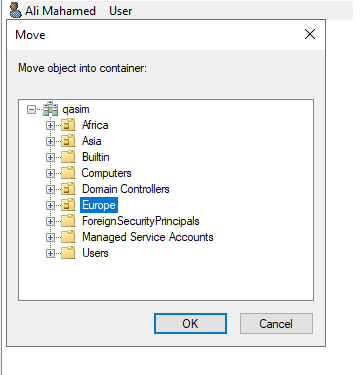 Ali Mahamed User
Move
Move object into container:
qasim
Africa
Asia
Builtin
Computers
Domain Controllers
Europe
ForeignSecurityPrincipals
Managed Service Accounts
Users
OK Cancel